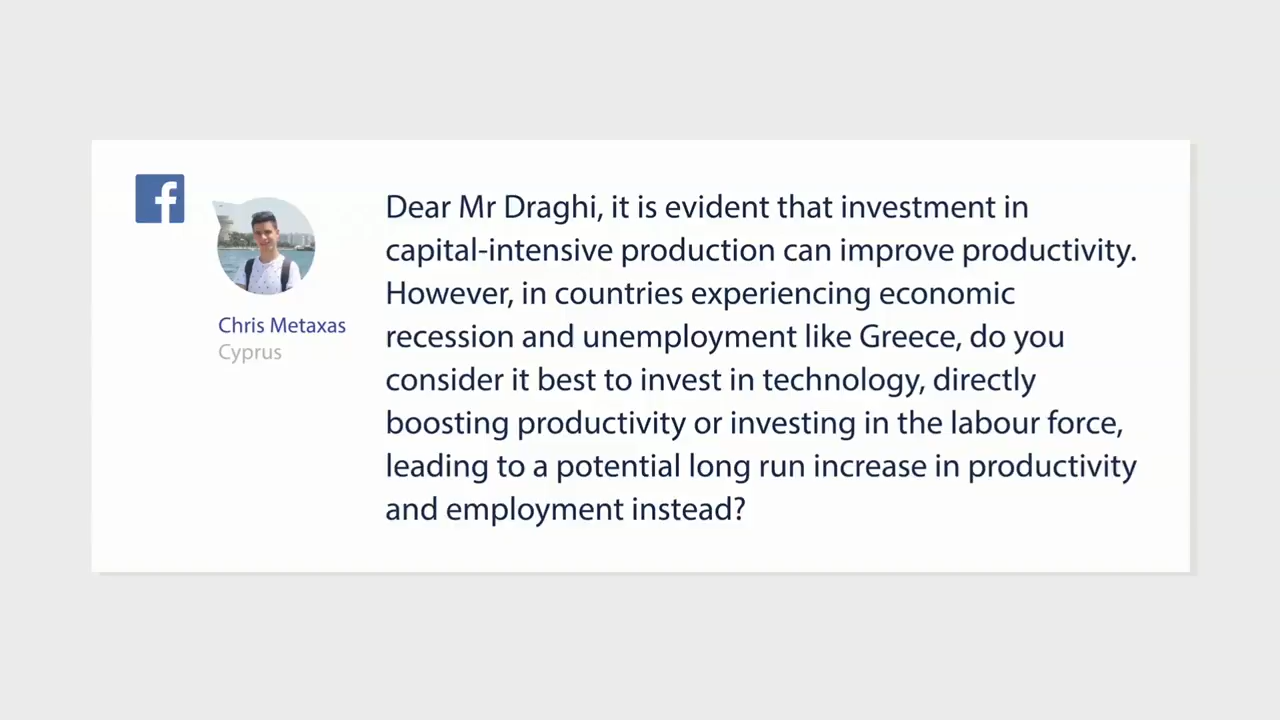 Chris Metaxas
Cyprus
Dear Mr Draghi, it is evident that investment in
capital-intensive production can improve productivity.
However, in countries experiencing economic
recession and unemployment like Greece, do you
consider it best to invest in technology, directly
boosting productivity or investing in the labour force,
leading to a potential long run increase in productivity
and employment instead?